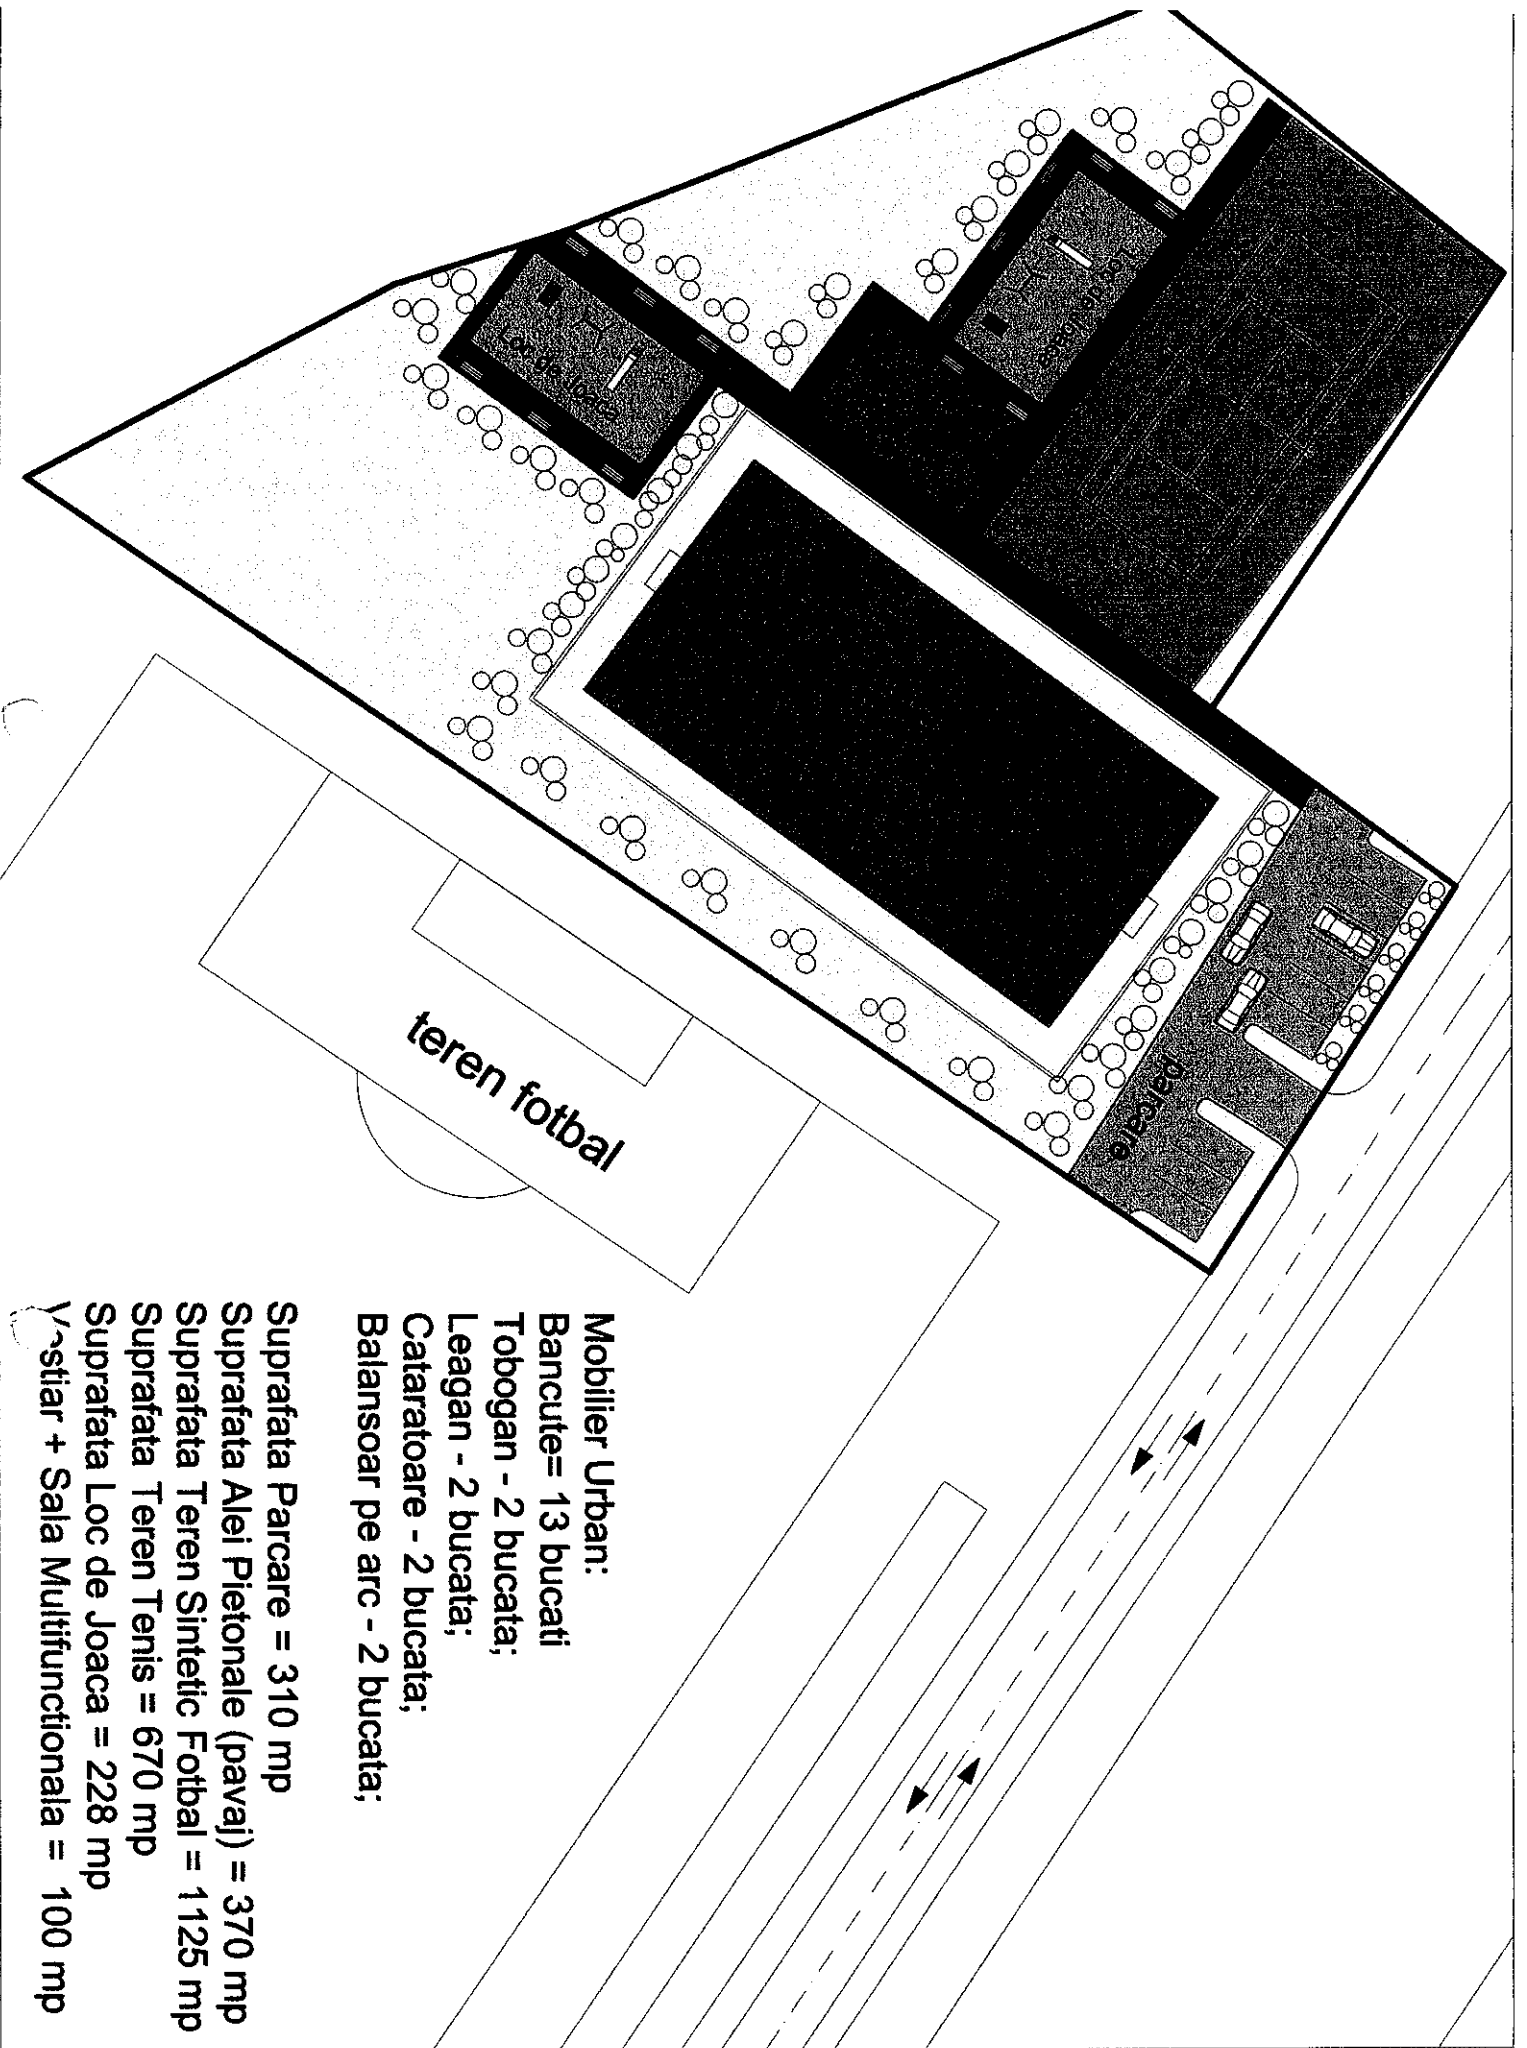 Loc de Joaca
Loc de Joaca
parcare
teren fotbal
Mobilier Urban:
Bancute= 13 bucati
Tobogan - 2 bucata;
Leagan - 2 bucata;
Cataratoare - 2 bucata;
Balansoar pe arc - 2 bucata;
Suprafata Parcare = 310 mp
Suprafata Alei Pietonale (pavaj) = 370 mp
Suprafata Teren Sintetic Fotbal = 1125 mp
Suprafata Teren Tenis = 670 mp
Suprafata Loc de Joaca = 228 mp
Vestiar + Sala Multifunctionala = 100 mp